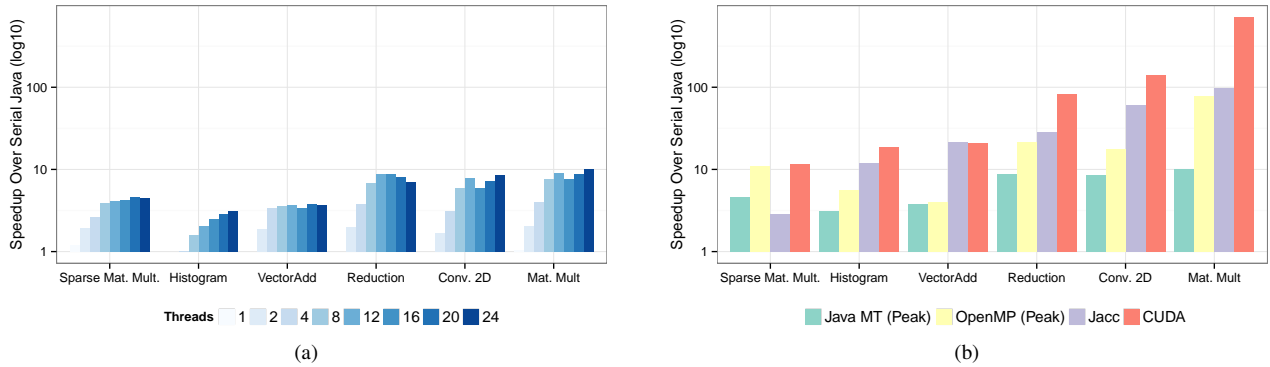 Speedup Over Serial Java (log10)
100
10
1
Sparse Mat. Mult. Histogram VectorAdd Reduction Conv. 2D Mat. Mult
Threads 1 2 4 8 12 16 20 24
(a)
Speedup Over Serial Java (log10)
100
10
1
Sparse Mat. Mult. Histogram VectorAdd Reduction Conv. 2D Mat. Mult
Java MT (Peak) OpenMP (Peak) Jacc CUDA
(b)